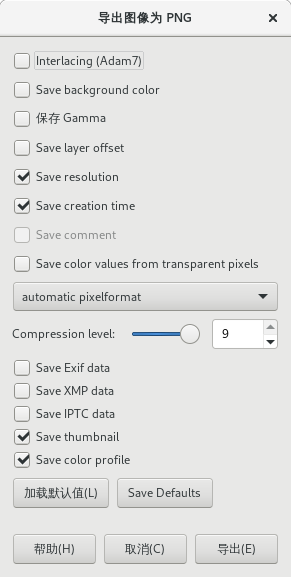 导出图像为 PNG
Interlacing (Adam7)
Save background color
保存 Gamma
Save layer offset
Save resolution
Save creation time
Save comment
Save color values from transparent pixels
automatic pixelformat
Compression level: 9
Save Exif data
Save XMP data
Save IPTC data
Save thumbnail
Save color profile
加载默认值(L) Save Defaults
帮助(H) 取消(C) 导出(E)